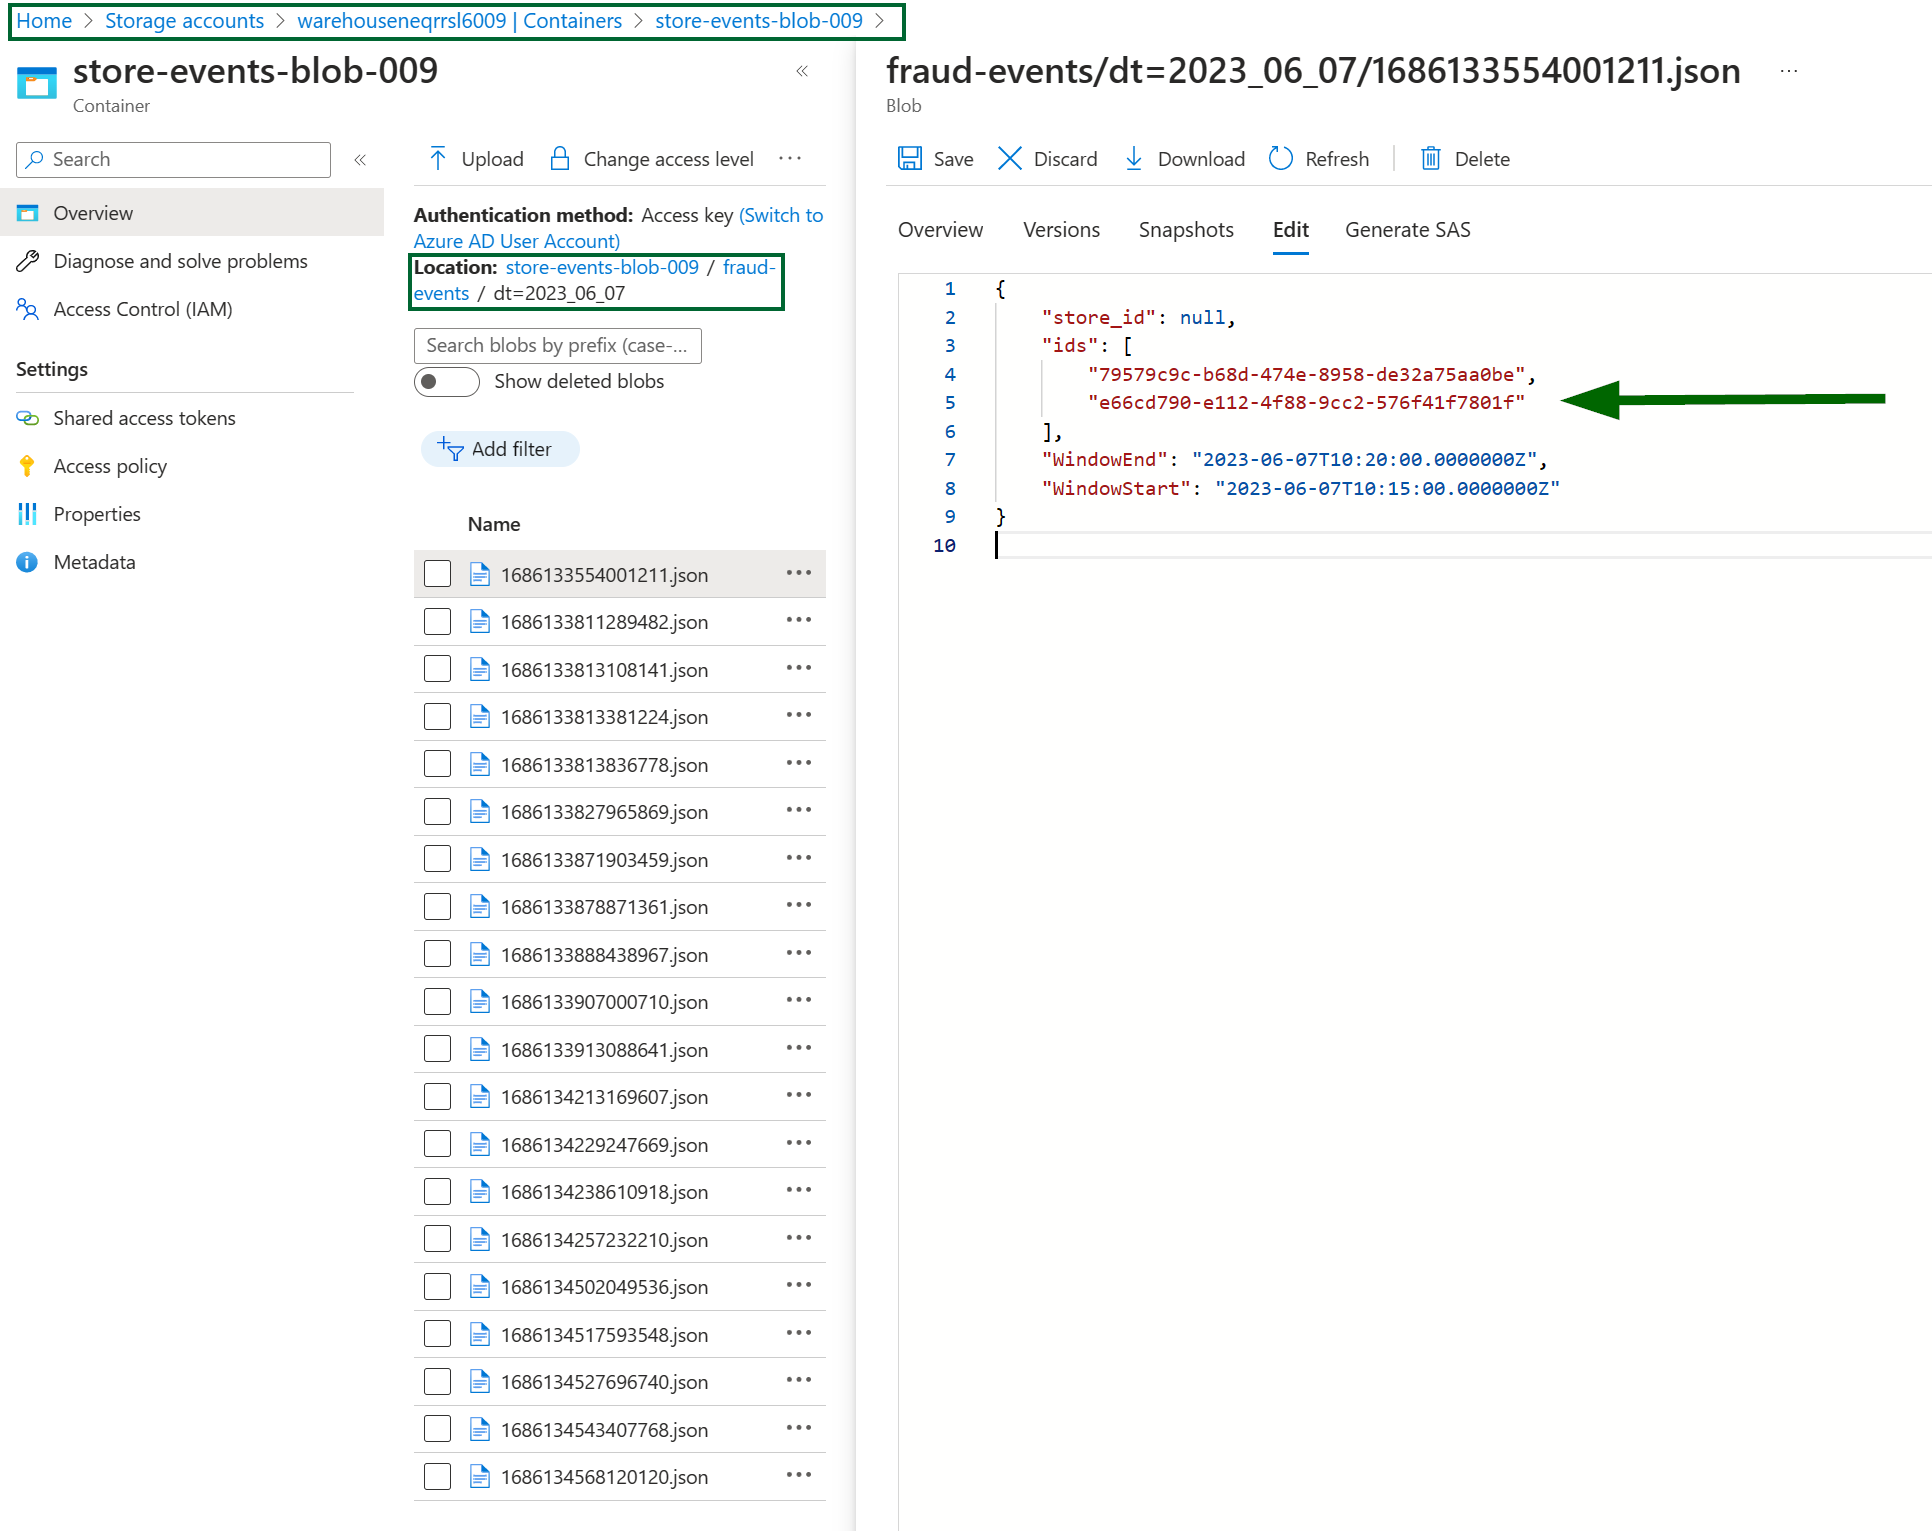 Home > Storage accounts > warehouseneqrrsl6009 | Containers > store-events-blob-009 >
store-events-blob-009
Container
«
Search
«
Overview
Diagnose and solve problems
Access Control (IAM)
Settings
Shared access tokens
Access policy
Properties
Metadata
Upload Change access level ...
Authentication method: Access key (Switch to
Azure AD User Account)
Location: store-events-blob-009 / fraud-
events / dt=2023_06_07
Search blobs by prefix (case-...
Show deleted blobs
Add filter
Name
1686133554001211.json ...
1686133811289482.json ...
1686133813108141.json ...
1686133813381224.json ...
1686133813836778.json ...
1686133827965869.json ...
1686133871903459.json ...
1686133878871361.json ...
1686133888438967.json ...
1686133907000710.json ...
1686133913088641.json ...
1686134213169607.json ...
1686134229247669.json ...
1686134238610918.json ...
1686134257232210.json ...
1686134502049536.json ...
1686134517593548.json ...
1686134527696740.json ...
1686134543407768.json ...
1686134568120120.json ...
fraud-events/dt=2023_06_07/1686133554001211.json ...
Blob
Save Discard Download Refresh | Delete
Overview Versions Snapshots Edit Generate SAS
1 {
2 "store_id": null,
3 "ids": [
4 "79579c9c-b68d-474e-8958-de32a75aa0be",
5 "e66cd790-e112-4f88-9cc2-576f41f7801f"
6 ],
7 "WindowEnd": "2023-06-07T10:20:00.0000000Z",
8 "WindowStart": "2023-06-07T10:15:00.0000000Z"
9 }
10